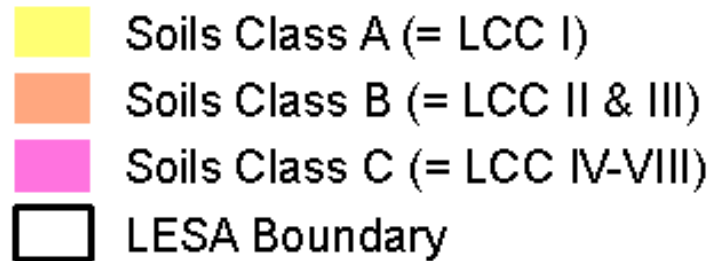 Soils Class A (= LCC I)
Soils Class B (= LCC II & III)
Soils Class C (= LCC IV-VIII)
LESA Boundary